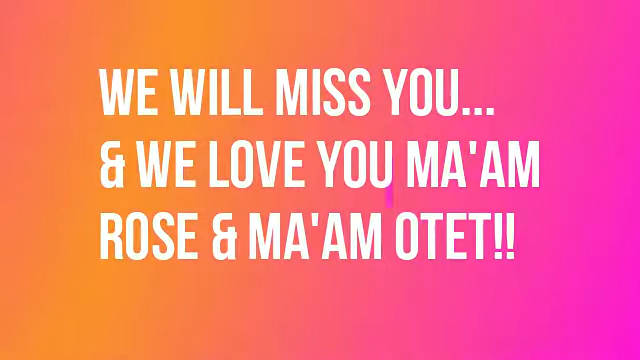 WE WILL MISS YOU...
& WE LOVE YOU MA'AM
ROSE & MA'AM OTET!!